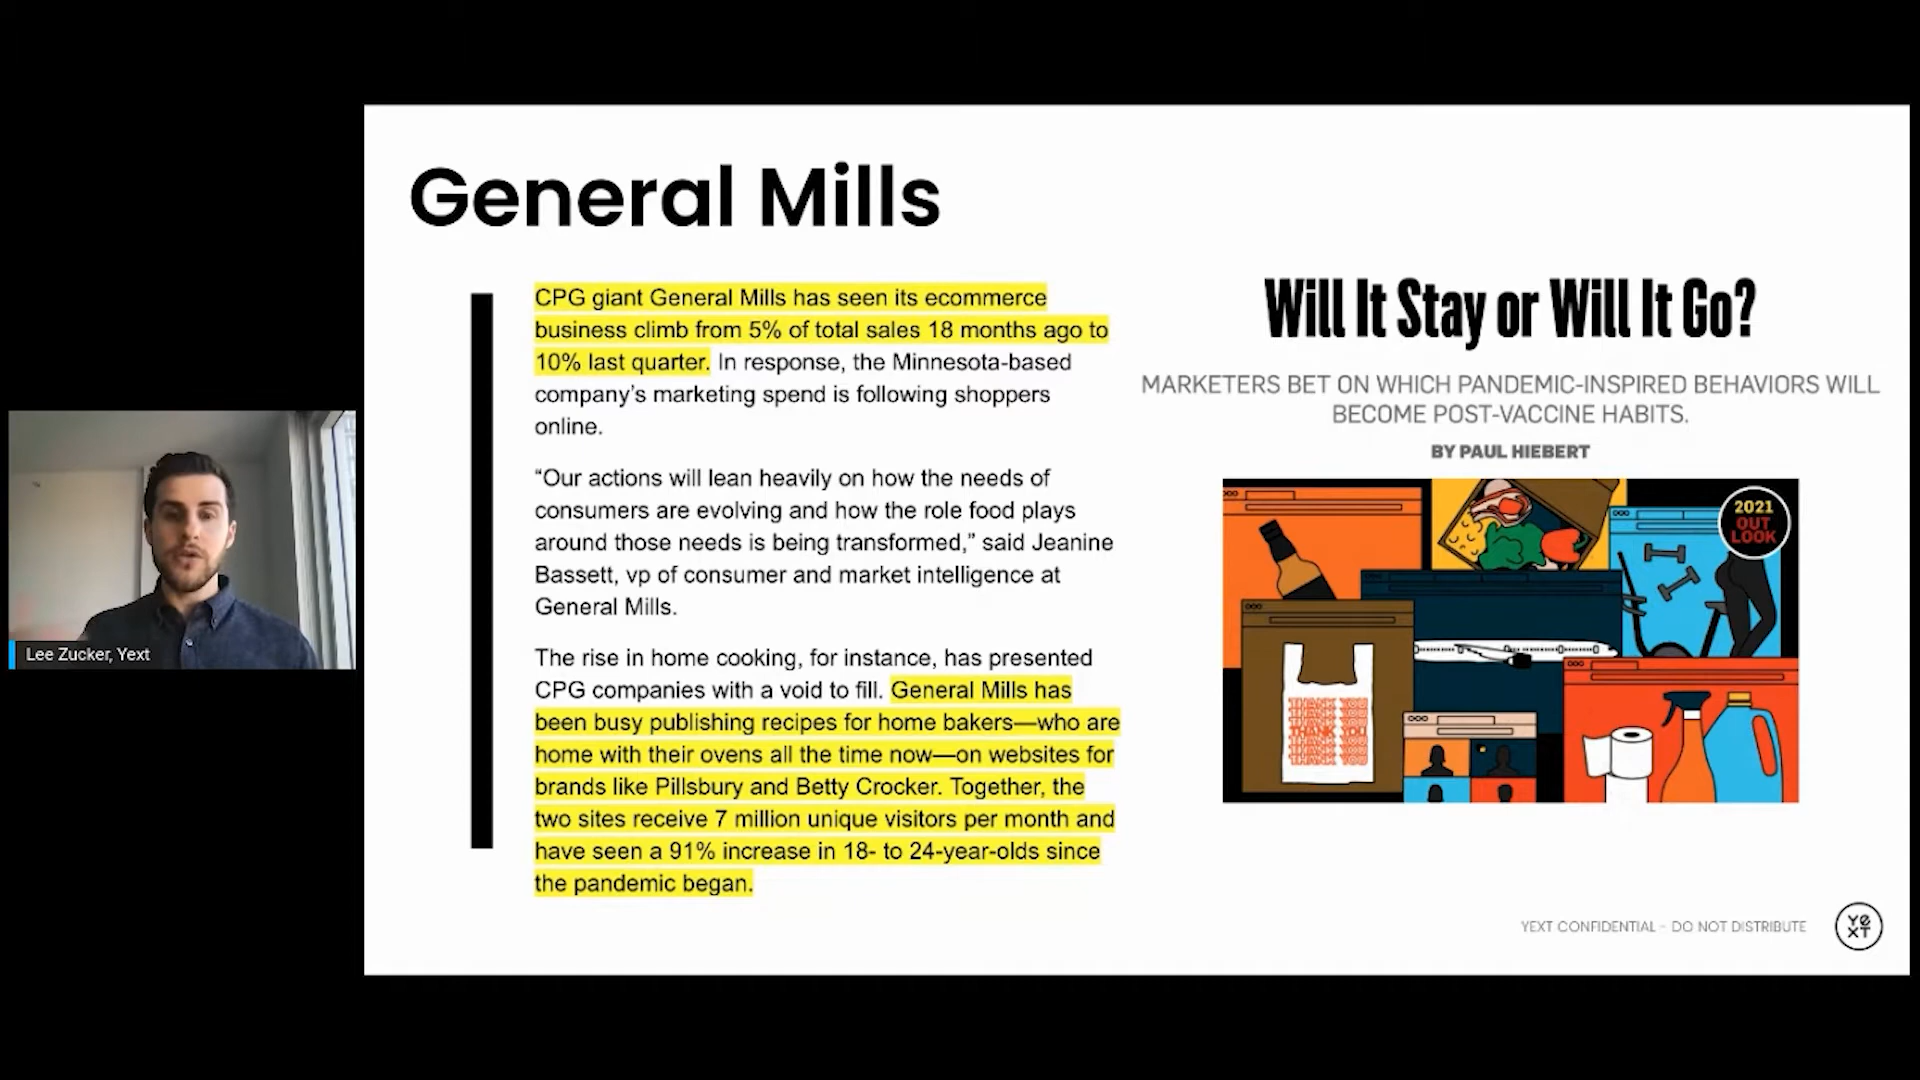 General Mills
CPG giant General Mills has seen its ecommerce
business climb from 5% of total sales 18 months ago to
10% last quarter. In response, the Minnesota-based
company’s marketing spend is following shoppers
online.
“Our actions will lean heavily on how the needs of
consumers are evolving and how the role food plays
around those needs is being transformed,” said Jeanine
Bassett, vp of consumer and market intelligence at
General Mills.
The rise in home cooking, for instance, has presented
CPG companies with a void to fill. General Mills has
been busy publishing recipes for home bakers—who are
home with their ovens all the time now—on websites for
brands like Pillsbury and Betty Crocker. Together, the
two sites receive 7 million unique visitors per month and
have seen a 91% increase in 18- to 24-year-olds since
the pandemic began.
Will It Stay or Will It Go?
MARKETERS BET ON WHICH PANDEMIC-INSPIRED BEHAVIORS WILL
BECOME POST-VACCINE HABITS.
BY PAUL HIEBERT
2021
OUT
LOOK
THANK YOU
THANK YOU
THANK YOU
THANK YOU
THANK YOU
Lee Zucker, Yext
YEXT CONFIDENTIAL - DO NOT DISTRIBUTE
YEXT